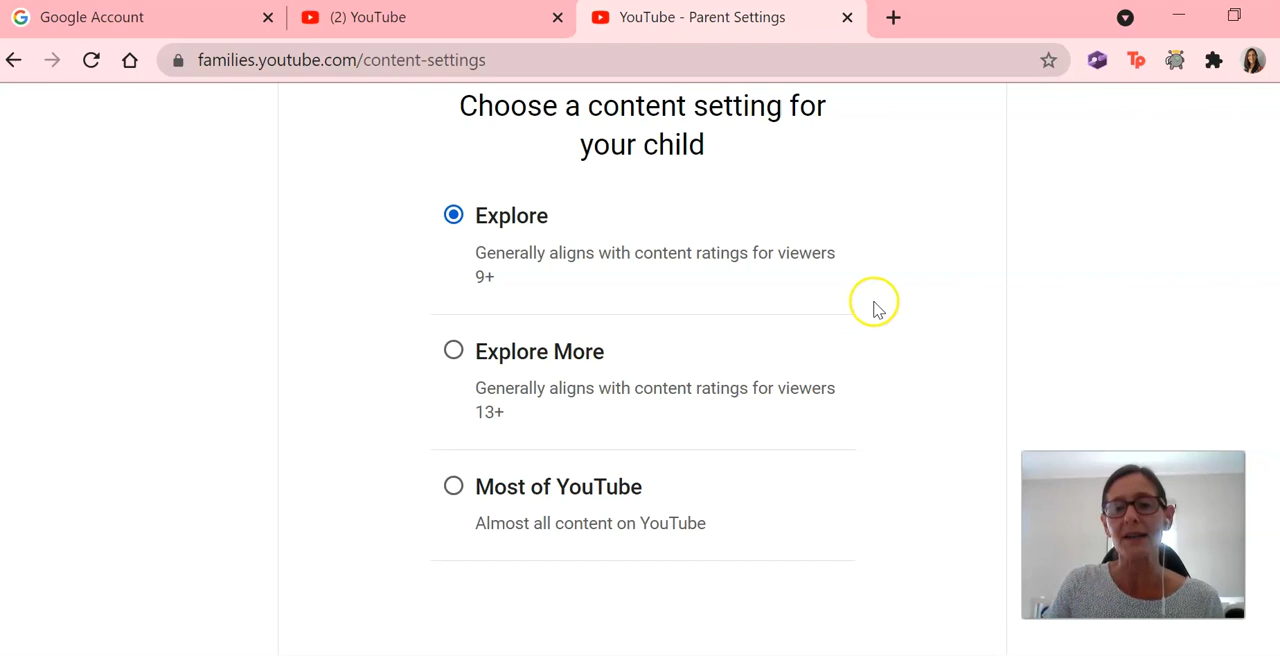 Google Account
(2) YouTube
YouTube - Parent Settings
families.youtube.com/content-settings
Tp
Choose a content setting for
your child
Explore
Generally aligns with content ratings for viewers
9+
Explore More
Generally aligns with content ratings for viewers
13+
Most of YouTube
Almost all content on YouTube